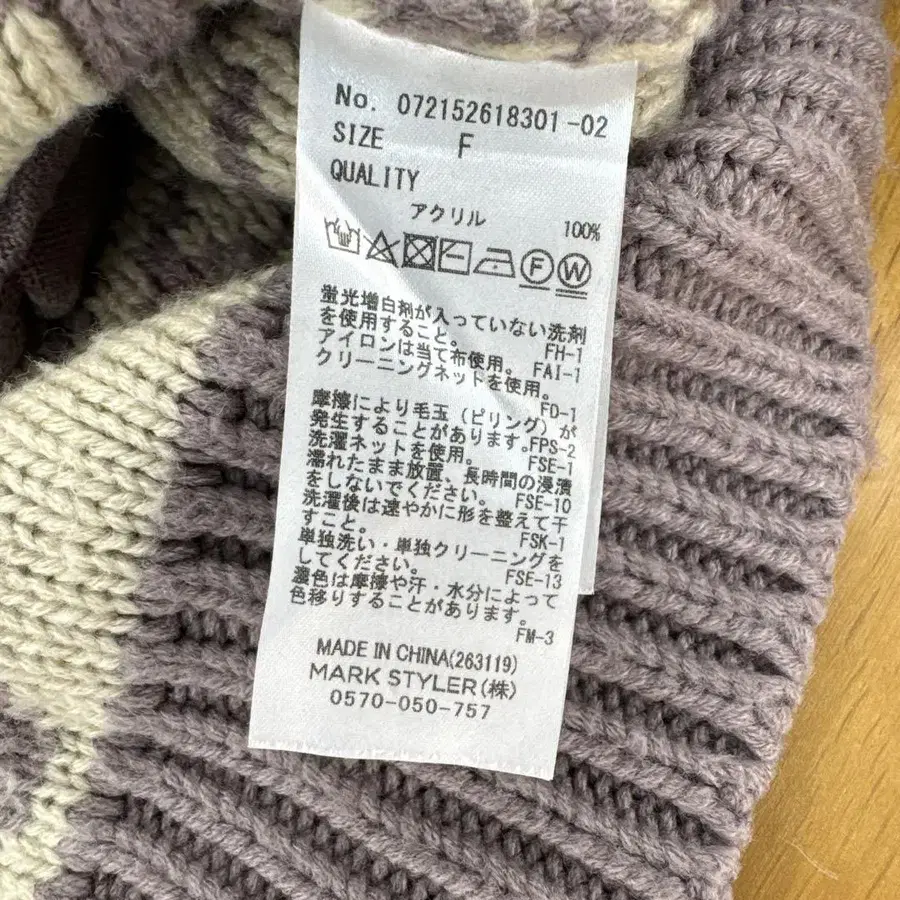 No. 072152618301-02
SIZE F
QUALITY
アクリル 100%
F W
蛍光増白剤が入っていない洗剤
を使用すること。 FH-1
アイロンは当て布使用。 FAI-1
クリーニングネットを使用。
FD-1
摩擦により毛玉(ピリング)が
発生することがあります。FPS-2
洗濯ネットを使用。 FSE-1
濡れたまま放置、長時間の浸漬
をしないでください。 FSE-10
洗濯後は速やかに形を整えて干
すこと。 FSK-1
単独洗い・単独クリーニングを
してください。 FSE-13
濃色は摩擦や汗・水分によって
色移りすることがあります。
FM-3
MADE IN CHINA(263119)
MARK STYLER(株)
0570-050-757